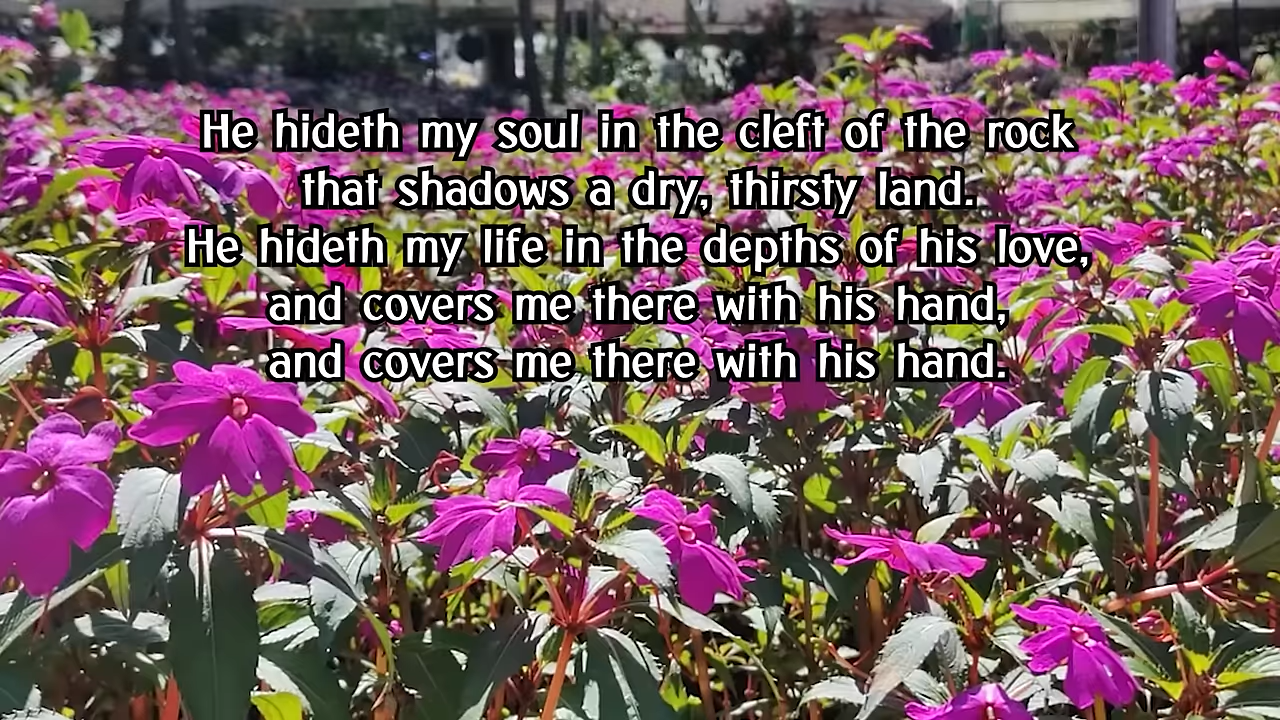 He hideth my soul in the cleft of the rock
that shadows a dry, thirsty land.
He hideth my life in the depths of his love,
and covers me there with his hand,
and covers me there with his hand.